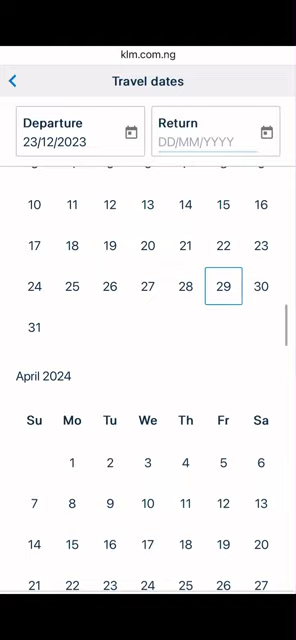 klm.com.ng
Travel dates
Departure
23/12/2023
Return
DD/MM/YYYY
10 11 12 13 14 15 16
17 18 19 20 21 22 23
24 25 26 27 28 29 30
31
April 2024
Su Mo Tu We Th Fr Sa
1 2 3 4 5 6
7 8 9 10 11 12 13
14 15 16 17 18 19 20
21 22 23 24 25 26 27